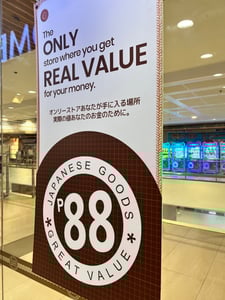 The
ONLY
store where you get
REAL VALUE
for your money.
オンリーストアあなたが手に入る場所
実際の値あなたのお金のために。
JAPANESE GOODS
₱88
GREAT VALUE